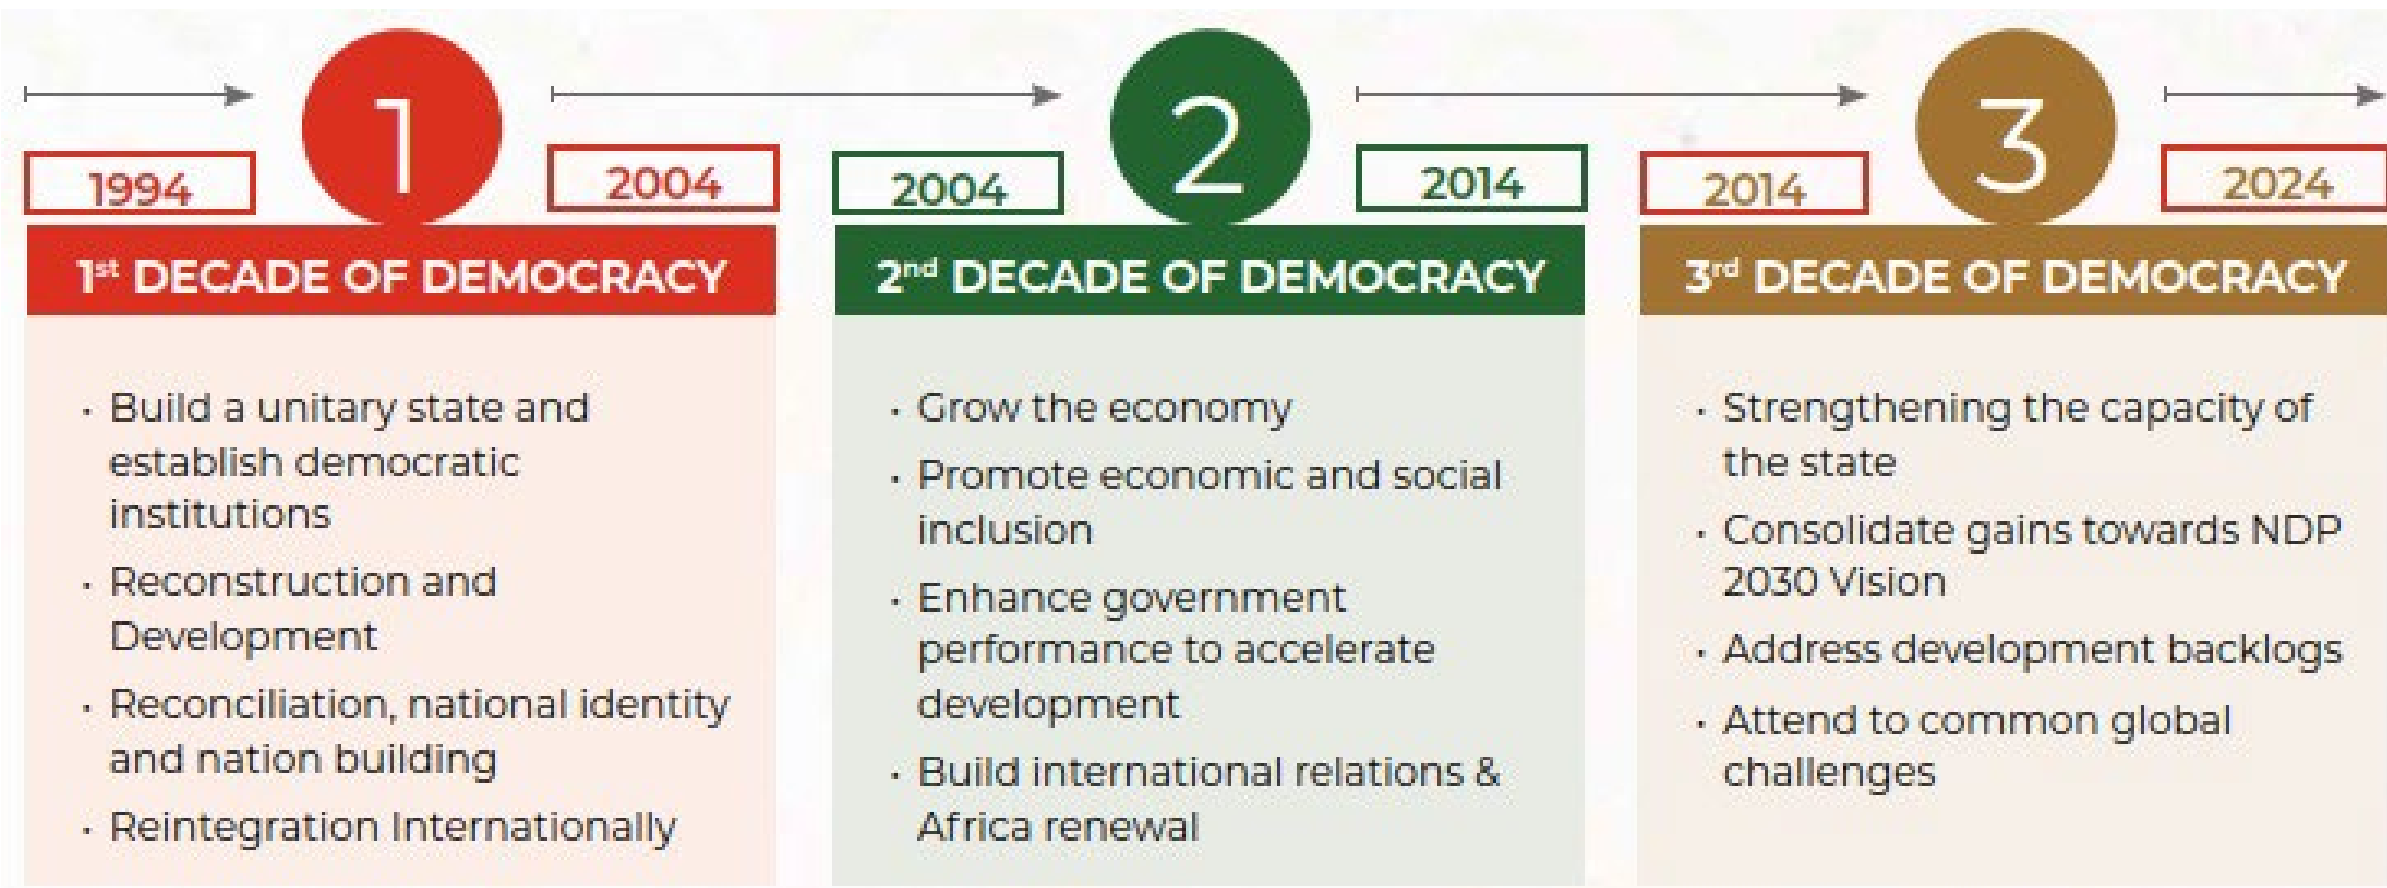 1
1994
2004
1st DECADE OF DEMOCRACY
· Build a unitary state and
establish democratic
institutions
· Reconstruction and
Development
· Reconciliation, national identity
and nation building
· Reintegration Internationally
2
2004
2014
2nd DECADE OF DEMOCRACY
· Grow the economy
· Promote economic and social
inclusion
· Enhance government
performance to accelerate
development
· Build international relations &
Africa renewal
3
2014
2024
3rd DECADE OF DEMOCRACY
· Strengthening the capacity of
the state
· Consolidate gains towards NDP
2030 Vision
· Address development backlogs
· Attend to common global
challenges